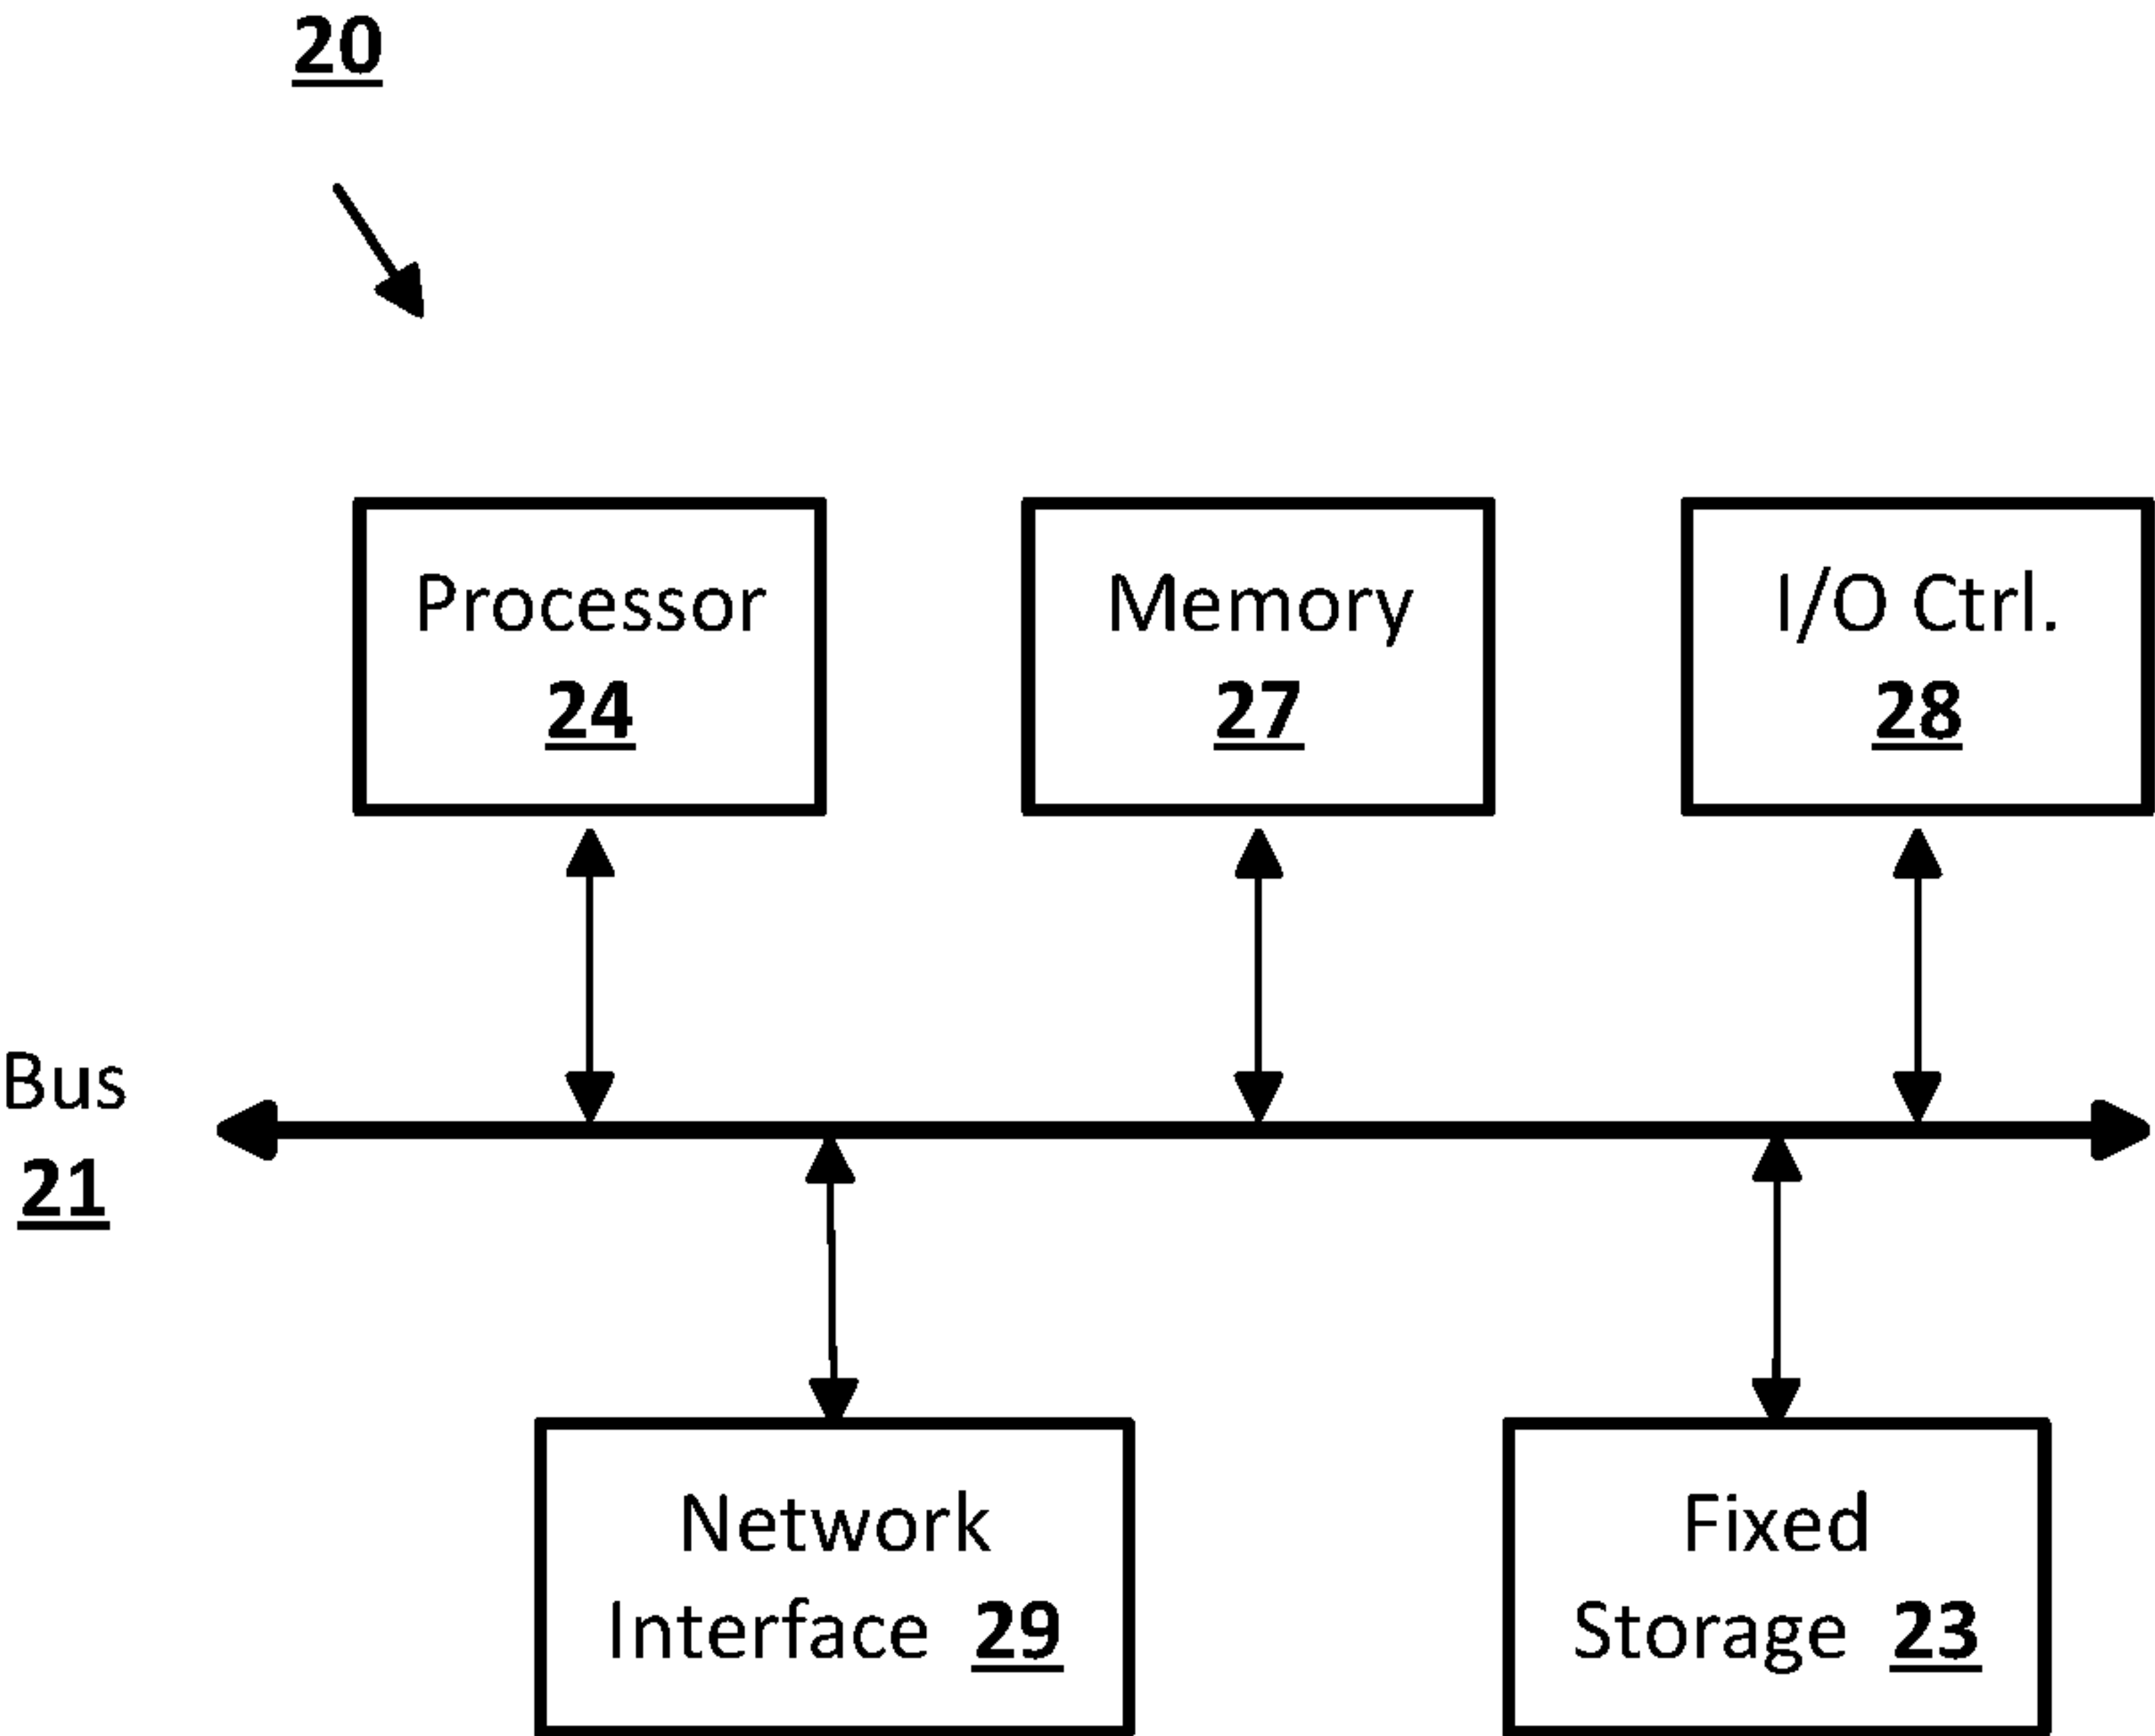 20
Processor
24
Memory
27
I/O Ctrl.
28
Bus
21
Network
Interface 29
Fixed
Storage 23